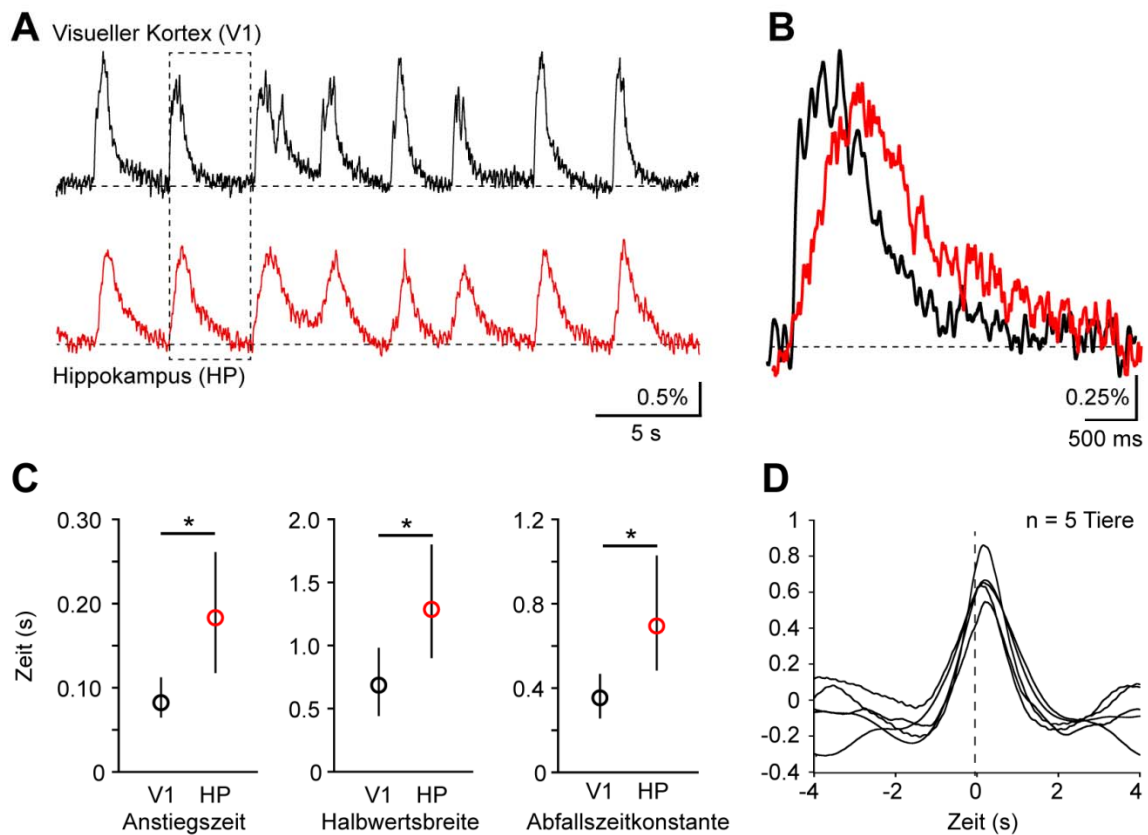 A
Visueller Kortex (V1)
Hippokampus (HP)
0.5%
5 s
B
0.25%
500 ms
C
Zeit (s)
0.30
0.20
0.10
0
*
V1 HP
Anstiegszeit
2.0
1.5
1.0
0.5
0
*
V1 HP
Halbwertsbreite
1.2
0.8
0.4
0
*
V1 HP
Abfallszeitkonstante
D
n = 5 Tiere
1
0.8
0.6
0.4
0.2
0
-0.2
-0.4
-4 -2 0 2 4
Zeit (s)